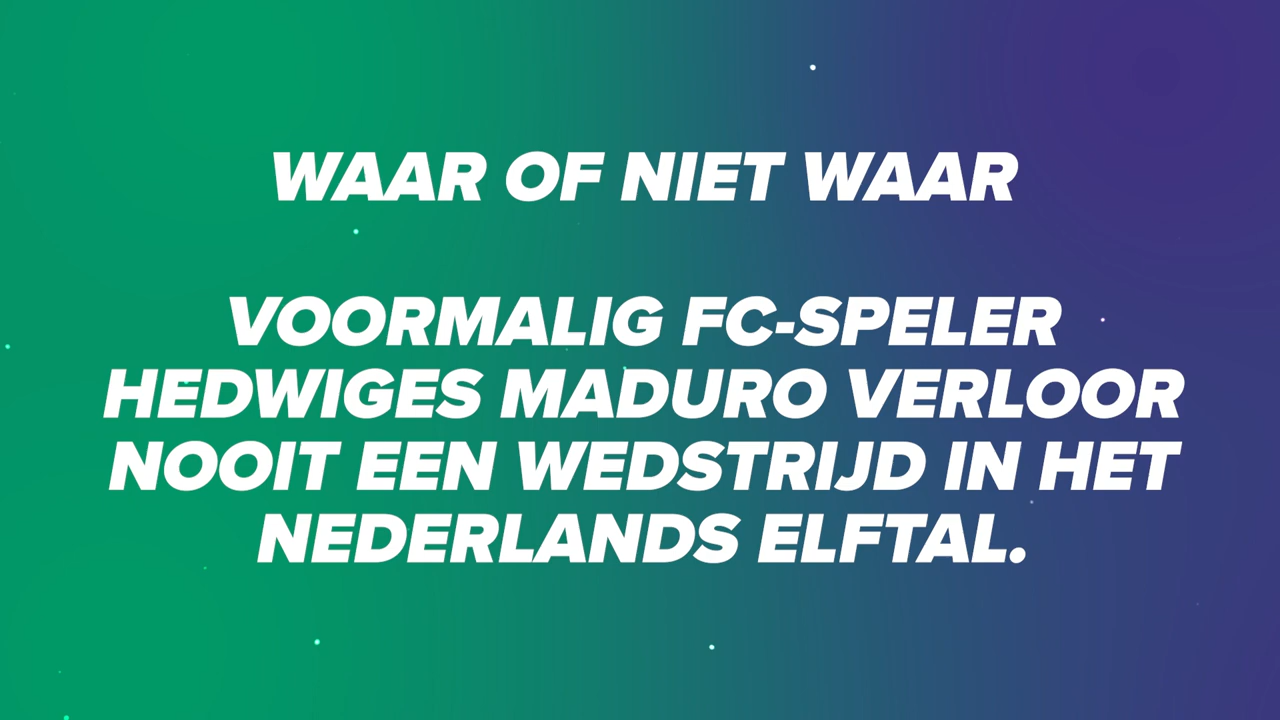 WAAR OF NIET WAAR
VOORMALIG FC-SPELER
HEDWIGES MADURO VERLOOR
NOOIT EEN WEDSTRIJD IN HET
NEDERLANDS ELFTAL.